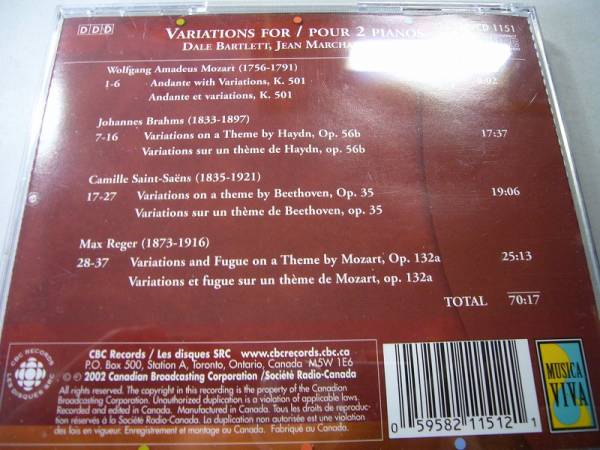 DDD
VARIATIONS FOR / POUR 2 PIANOS
CD 1151
DALE BARTLETT, JEAN
Wolfgang Amadeus Mozart (1756-1791)
1-6 Andante with Variations, K. 501
Andante et variations, K. 501
Johannes Brahms (1833-1897)
7-16 Variations on a Theme by Haydn, Op. 56b 17:37
Variations sur un thème de Haydn, op. 56b
Camille Saint-Saëns (1835-1921)
17-27 Variations on a theme by Beethoven, Op. 35 19:06
Variations sur un thème de Beethoven, op. 35
Max Reger (1873-1916)
28-37 Variations and Fugue on a Theme by Mozart, Op. 132a 25:13
Variations et fugue sur un thème de Mozart, op. 132a
TOTAL 70:17
CBC RECORDS
LES DISQUES SRC
CBC Records / Les disques SRC www.cbcrecords.cbc.ca
P.O. Box 500, Station A, Toronto, Ontario, Canada M5W 1E6
℗ © 2002 Canadian Broadcasting Corporation /Société Radio-Canada
All rights reserved. The copyright in this recording is the property of the Canadian
Broadcasting Corporation. Unauthorized duplication is a violation of applicable laws.
Recorded and edited in Canada. Manufactured in Canada. Tous les droits de reproduc-
tion réservés à la Société Radio-Canada. La duplication non autorisée est une violation
des lois en vigueur. Enregistrement et montage au Canada. Fabriqué au Canada.
0 59582 11512 1
MUSICA
VIVA